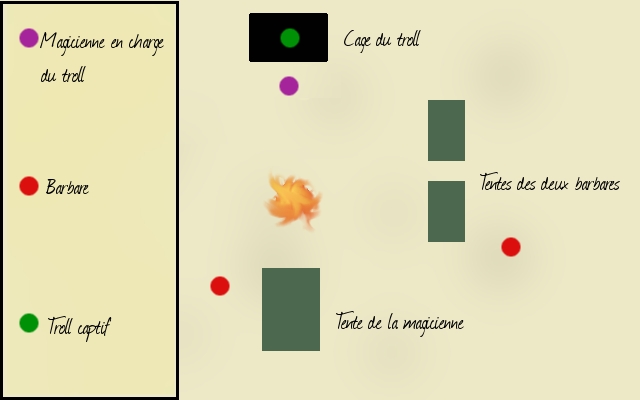 Magicienne en charge
du troll
Barbare
Troll captif
Cage du troll
Tentes des deux barbares
Tente de la magicienne